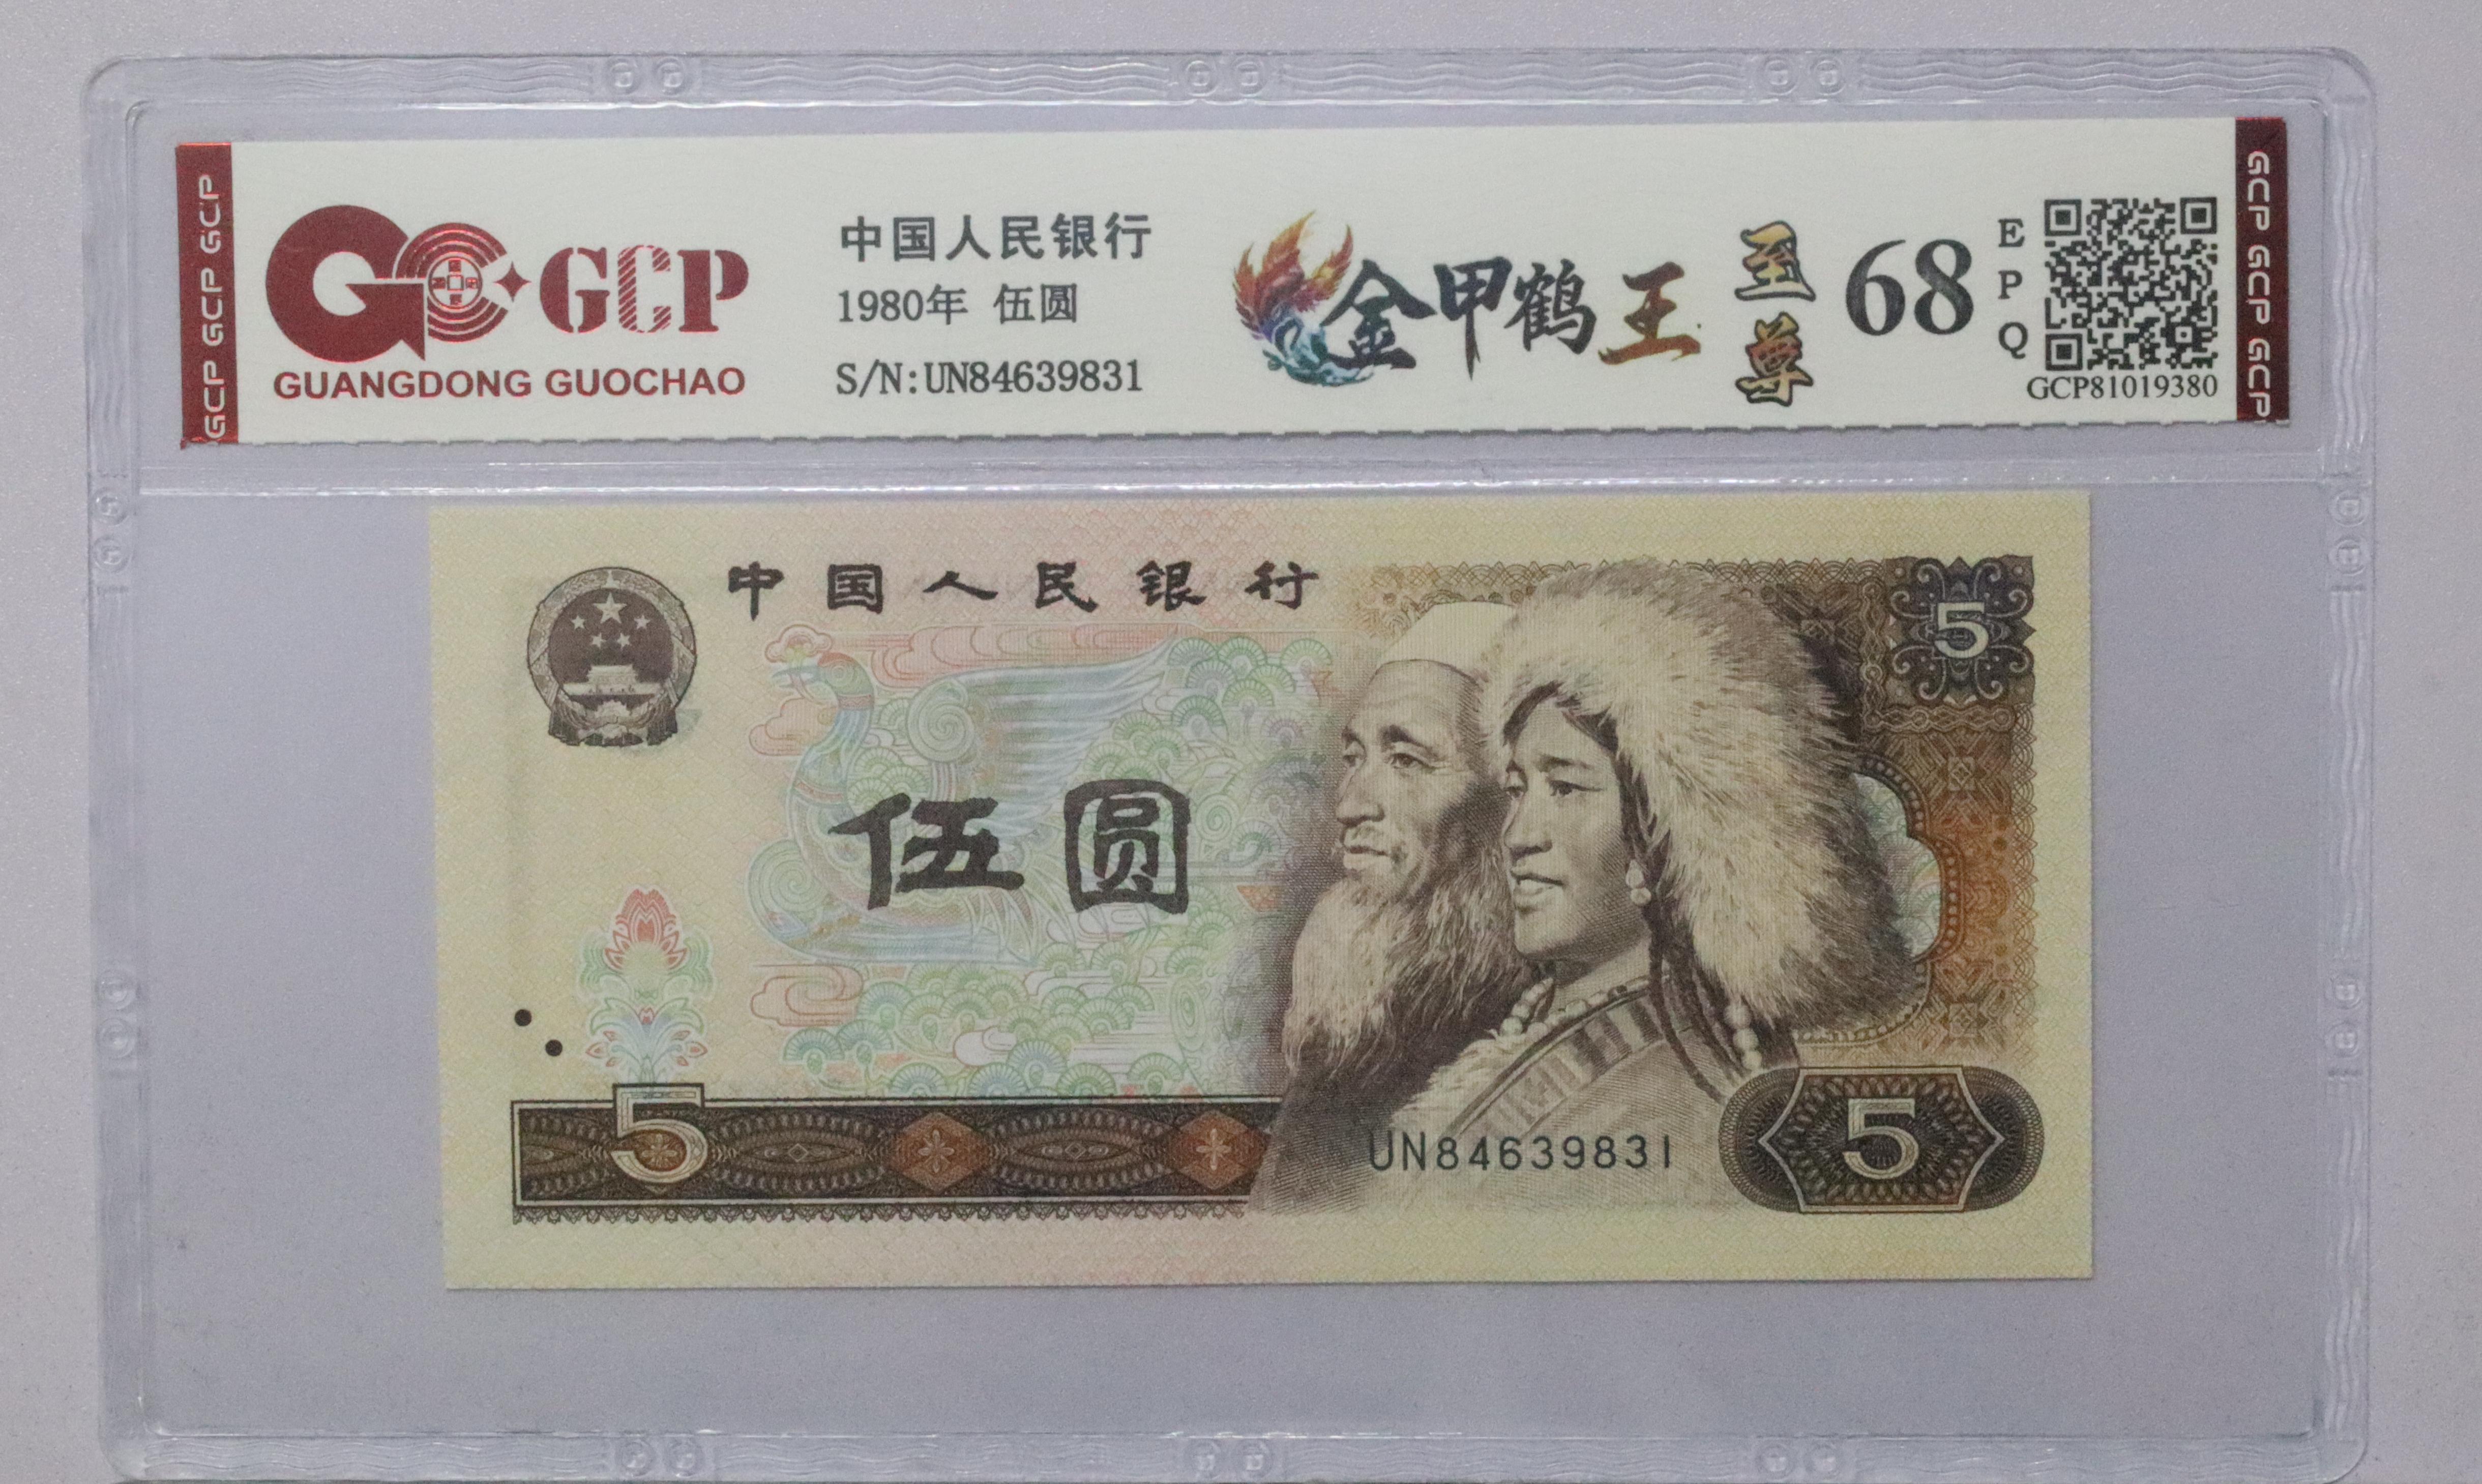 GCP GCP GCP
GCP
GUANGDONG GUOCHAO
中国人民银行
1980年 伍圆
S/N:UN84639831
金甲鹤王
至尊
68
EPQ
GCP81019380
GCP GCP GCP
中国人民银行
5
伍圆
5
UN84639831
5